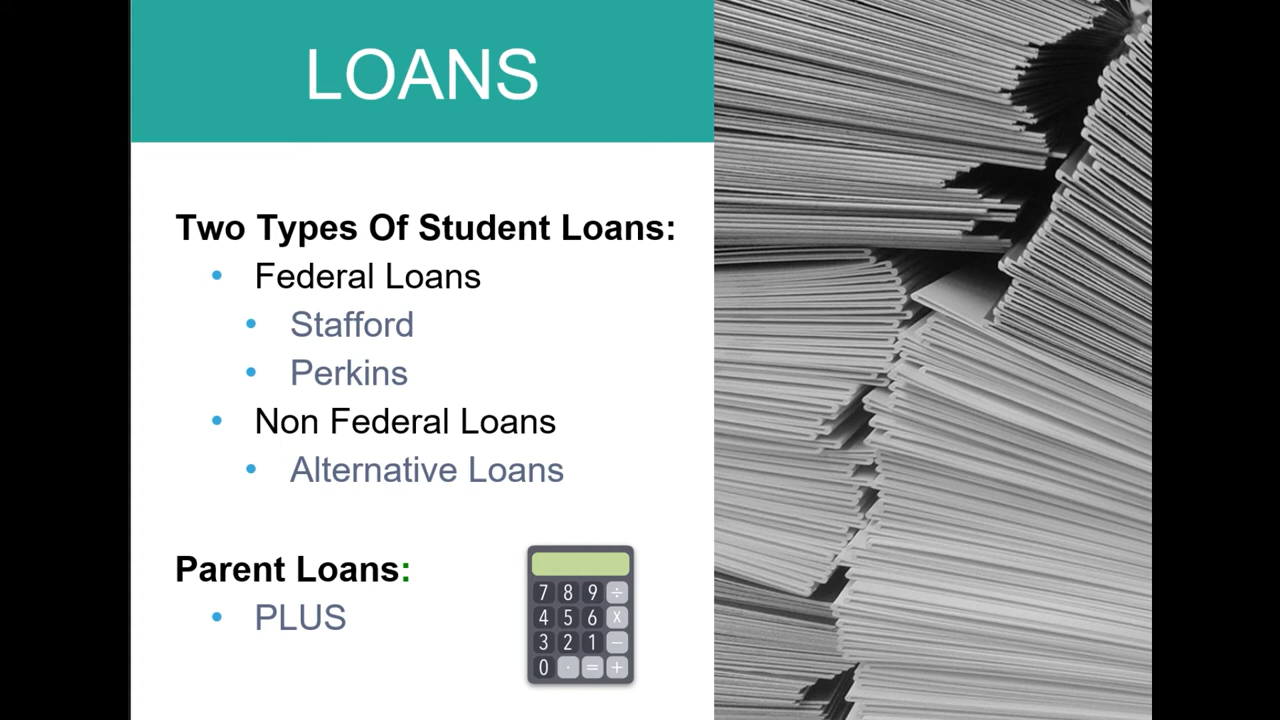 LOANS
Two Types Of Student Loans:
• Federal Loans
• Stafford
• Perkins
• Non Federal Loans
• Alternative Loans
Parent Loans:
• PLUS
7 8 9 ÷
4 5 6 X
3 2 1 −
0 · = +